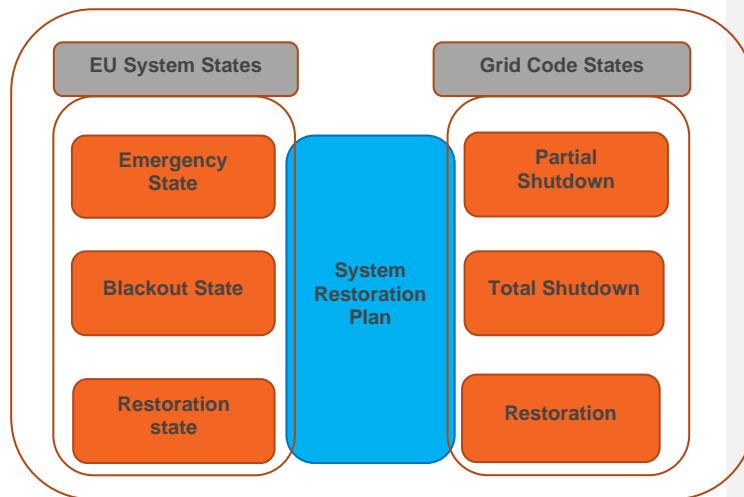 EU System States
Grid Code States
Emergency
State
Partial
Shutdown
Blackout State
System
Restoration
Plan
Total Shutdown
Restoration
state
Restoration